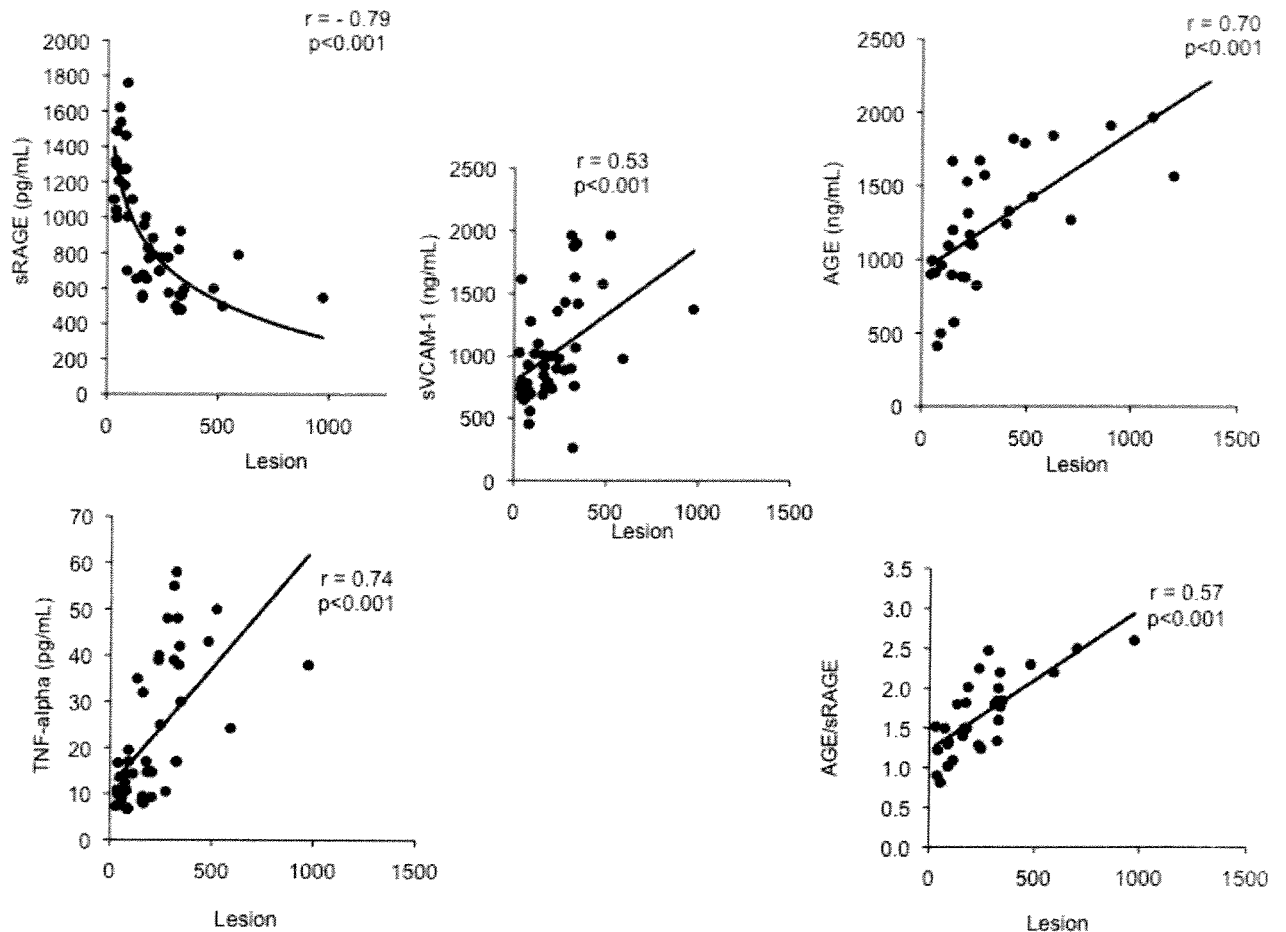 r = - 0.79
p<0.001
2000
1800
1600
1400
1200
1000
800
600
400
200
0
sRAGE (pg/mL)
0 500 1000
Lesion
r = 0.53
p<0.001
2500
2000
1500
1000
500
0
sVCAM-1 (ng/mL)
0 500 1000 1500
Lesion
r = 0.70
p<0.001
2500
2000
1500
1000
500
0
AGE (ng/mL)
0 500 1000 1500
Lesion
70
60
50
40
30
20
10
0
TNF-alpha (pg/mL)
r = 0.74
p<0.001
0 500 1000 1500
Lesion
3.5
3.0
2.5
2.0
1.5
1.0
0.5
0.0
AGE/sRAGE
r = 0.57
p<0.001
0 500 1000 1500
Lesion